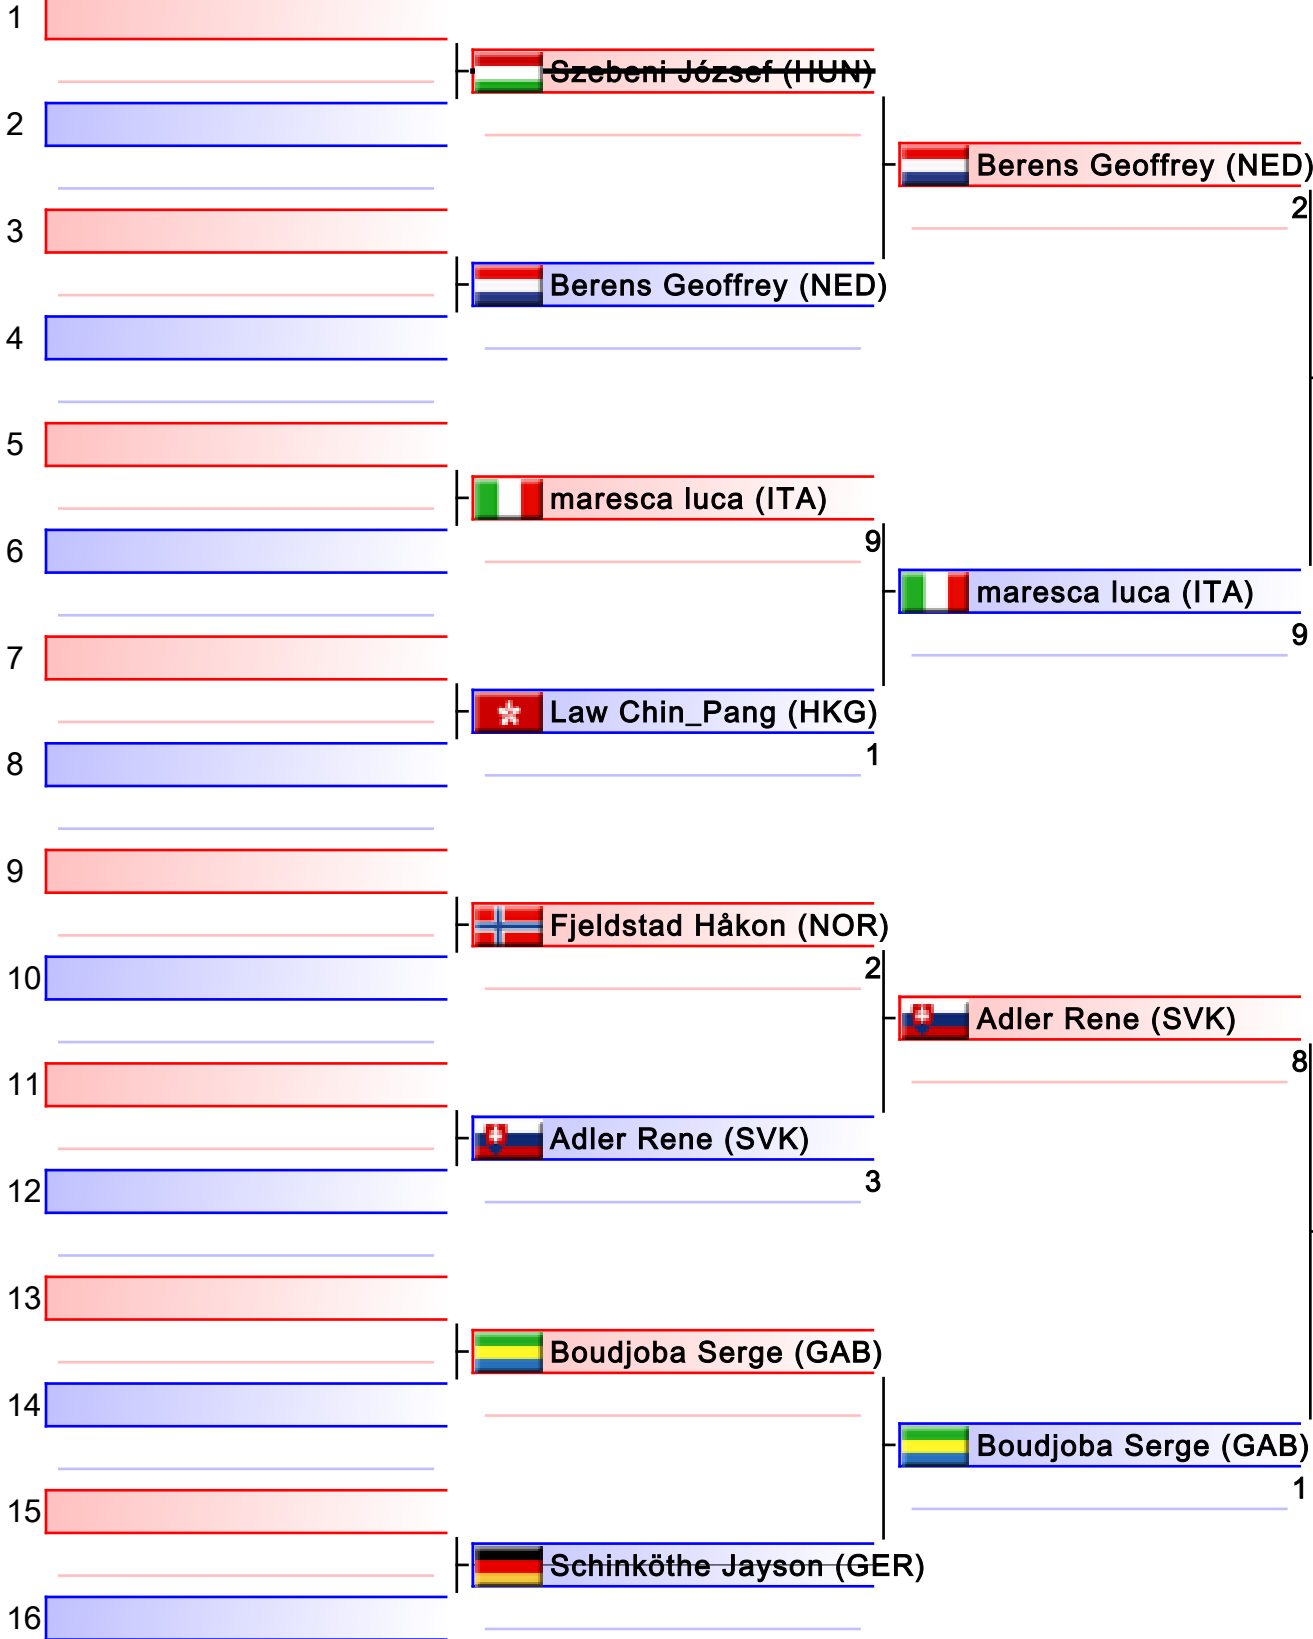 1
Szebeni József (HUN)
2
Berens Geoffrey (NED)
2
3
Berens Geoffrey (NED)
4
5
maresca luca (ITA)
9
6
maresca luca (ITA)
9
7
Law Chin_Pang (HKG)
1
8
9
Fjeldstad Håkon (NOR)
2
10
Adler Rene (SVK)
8
11
Adler Rene (SVK)
3
12
13
Boudjoba Serge (GAB)
14
Boudjoba Serge (GAB)
1
15
Schinköthe Jayson (GER)
16